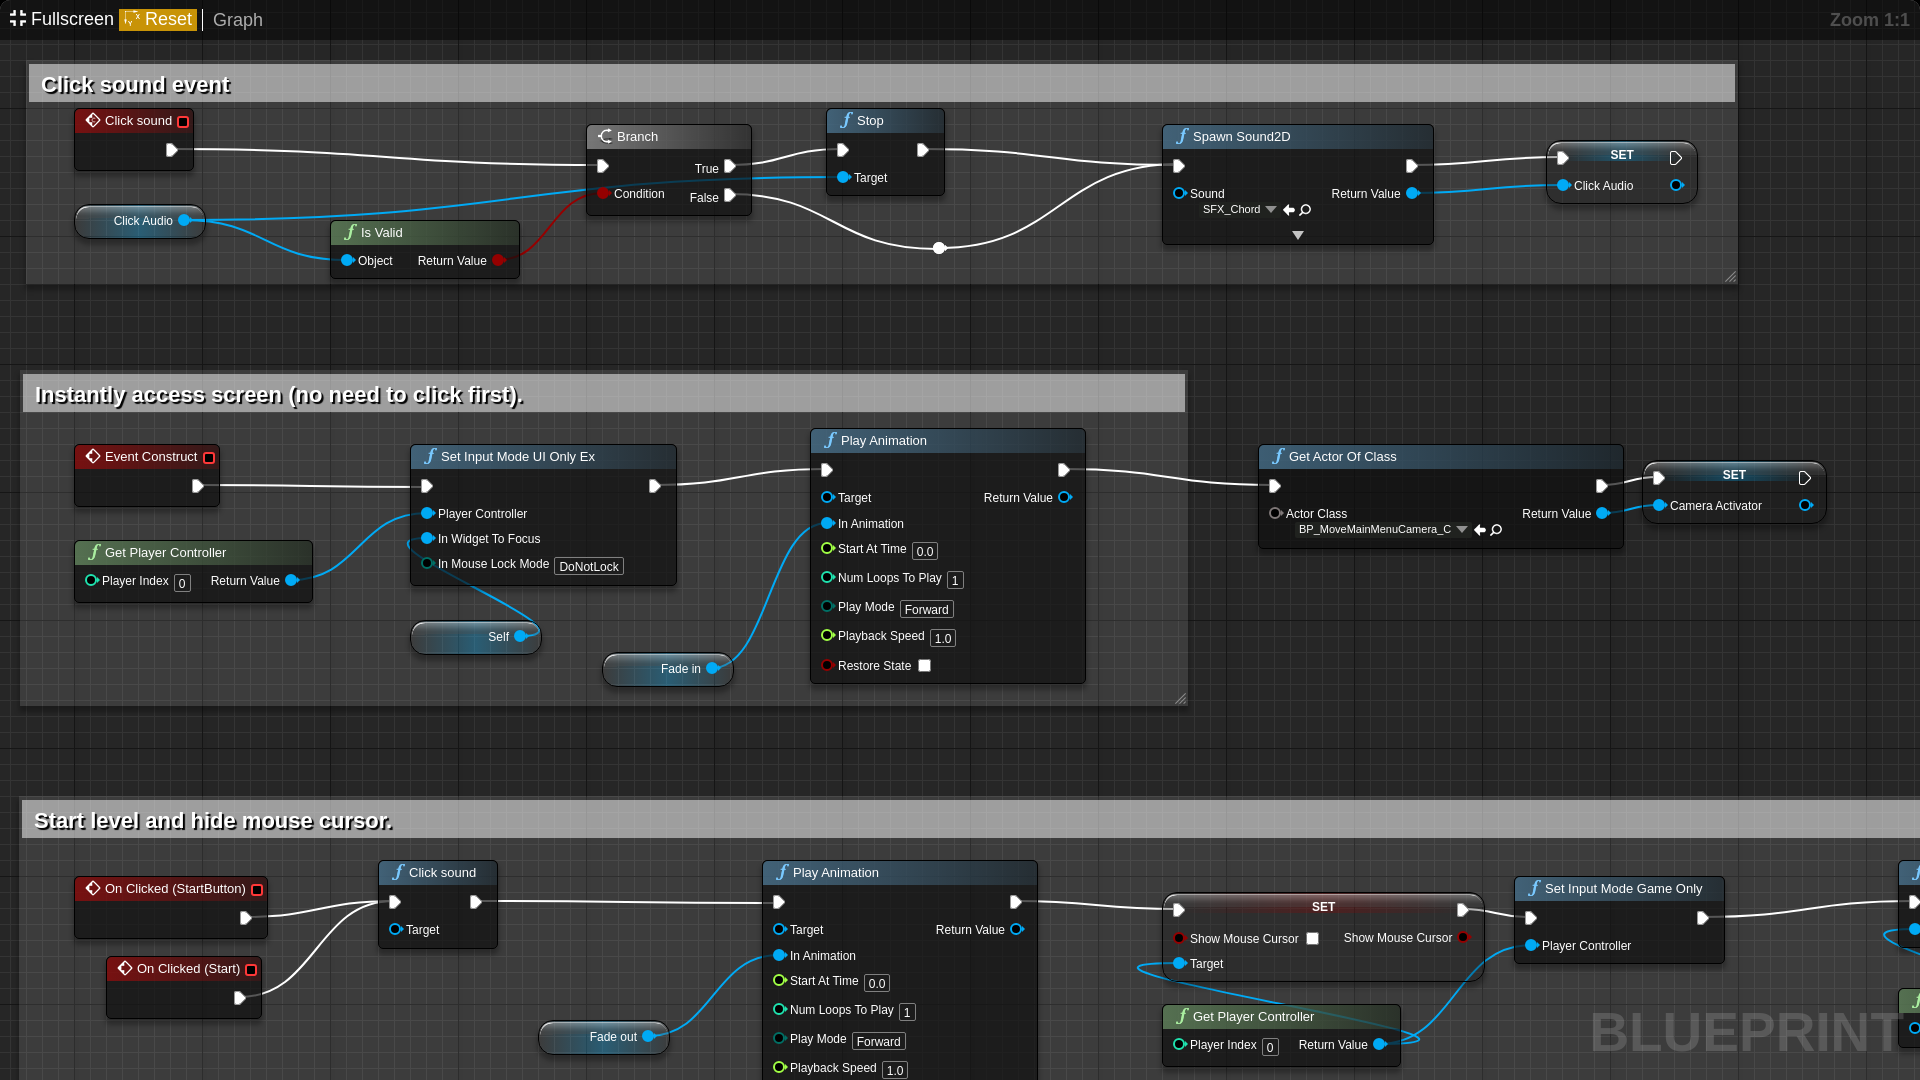 Fullscreen Reset Graph Zoom 1:1
Click sound event
Click sound
Click Audio
Is Valid
Object Return Value
Branch
True
Condition False
Stop
Target
Spawn Sound2D
Sound Return Value
SFX_Chord
SET
Click Audio
Instantly access screen (no need to click first).
Event Construct
Get Player Controller
Player Index 0 Return Value
Set Input Mode UI Only Ex
Player Controller
In Widget To Focus
In Mouse Lock Mode DoNotLock
Self
Fade in
Play Animation
Target Return Value
In Animation
Start At Time 0.0
Num Loops To Play 1
Play Mode Forward
Playback Speed 1.0
Restore State
Get Actor Of Class
Actor Class Return Value
BP_MoveMainMenuCamera_C
SET
Camera Activator
Start level and hide mouse cursor.
On Clicked (StartButton)
On Clicked (Start)
Click sound
Target
Fade out
Play Animation
Target Return Value
In Animation
Start At Time 0.0
Num Loops To Play 1
Play Mode Forward
Playback Speed 1.0
SET
Show Mouse Cursor Show Mouse Cursor
Target
Get Player Controller
Player Index 0 Return Value
Set Input Mode Game Only
Player Controller
BLUEPRINT